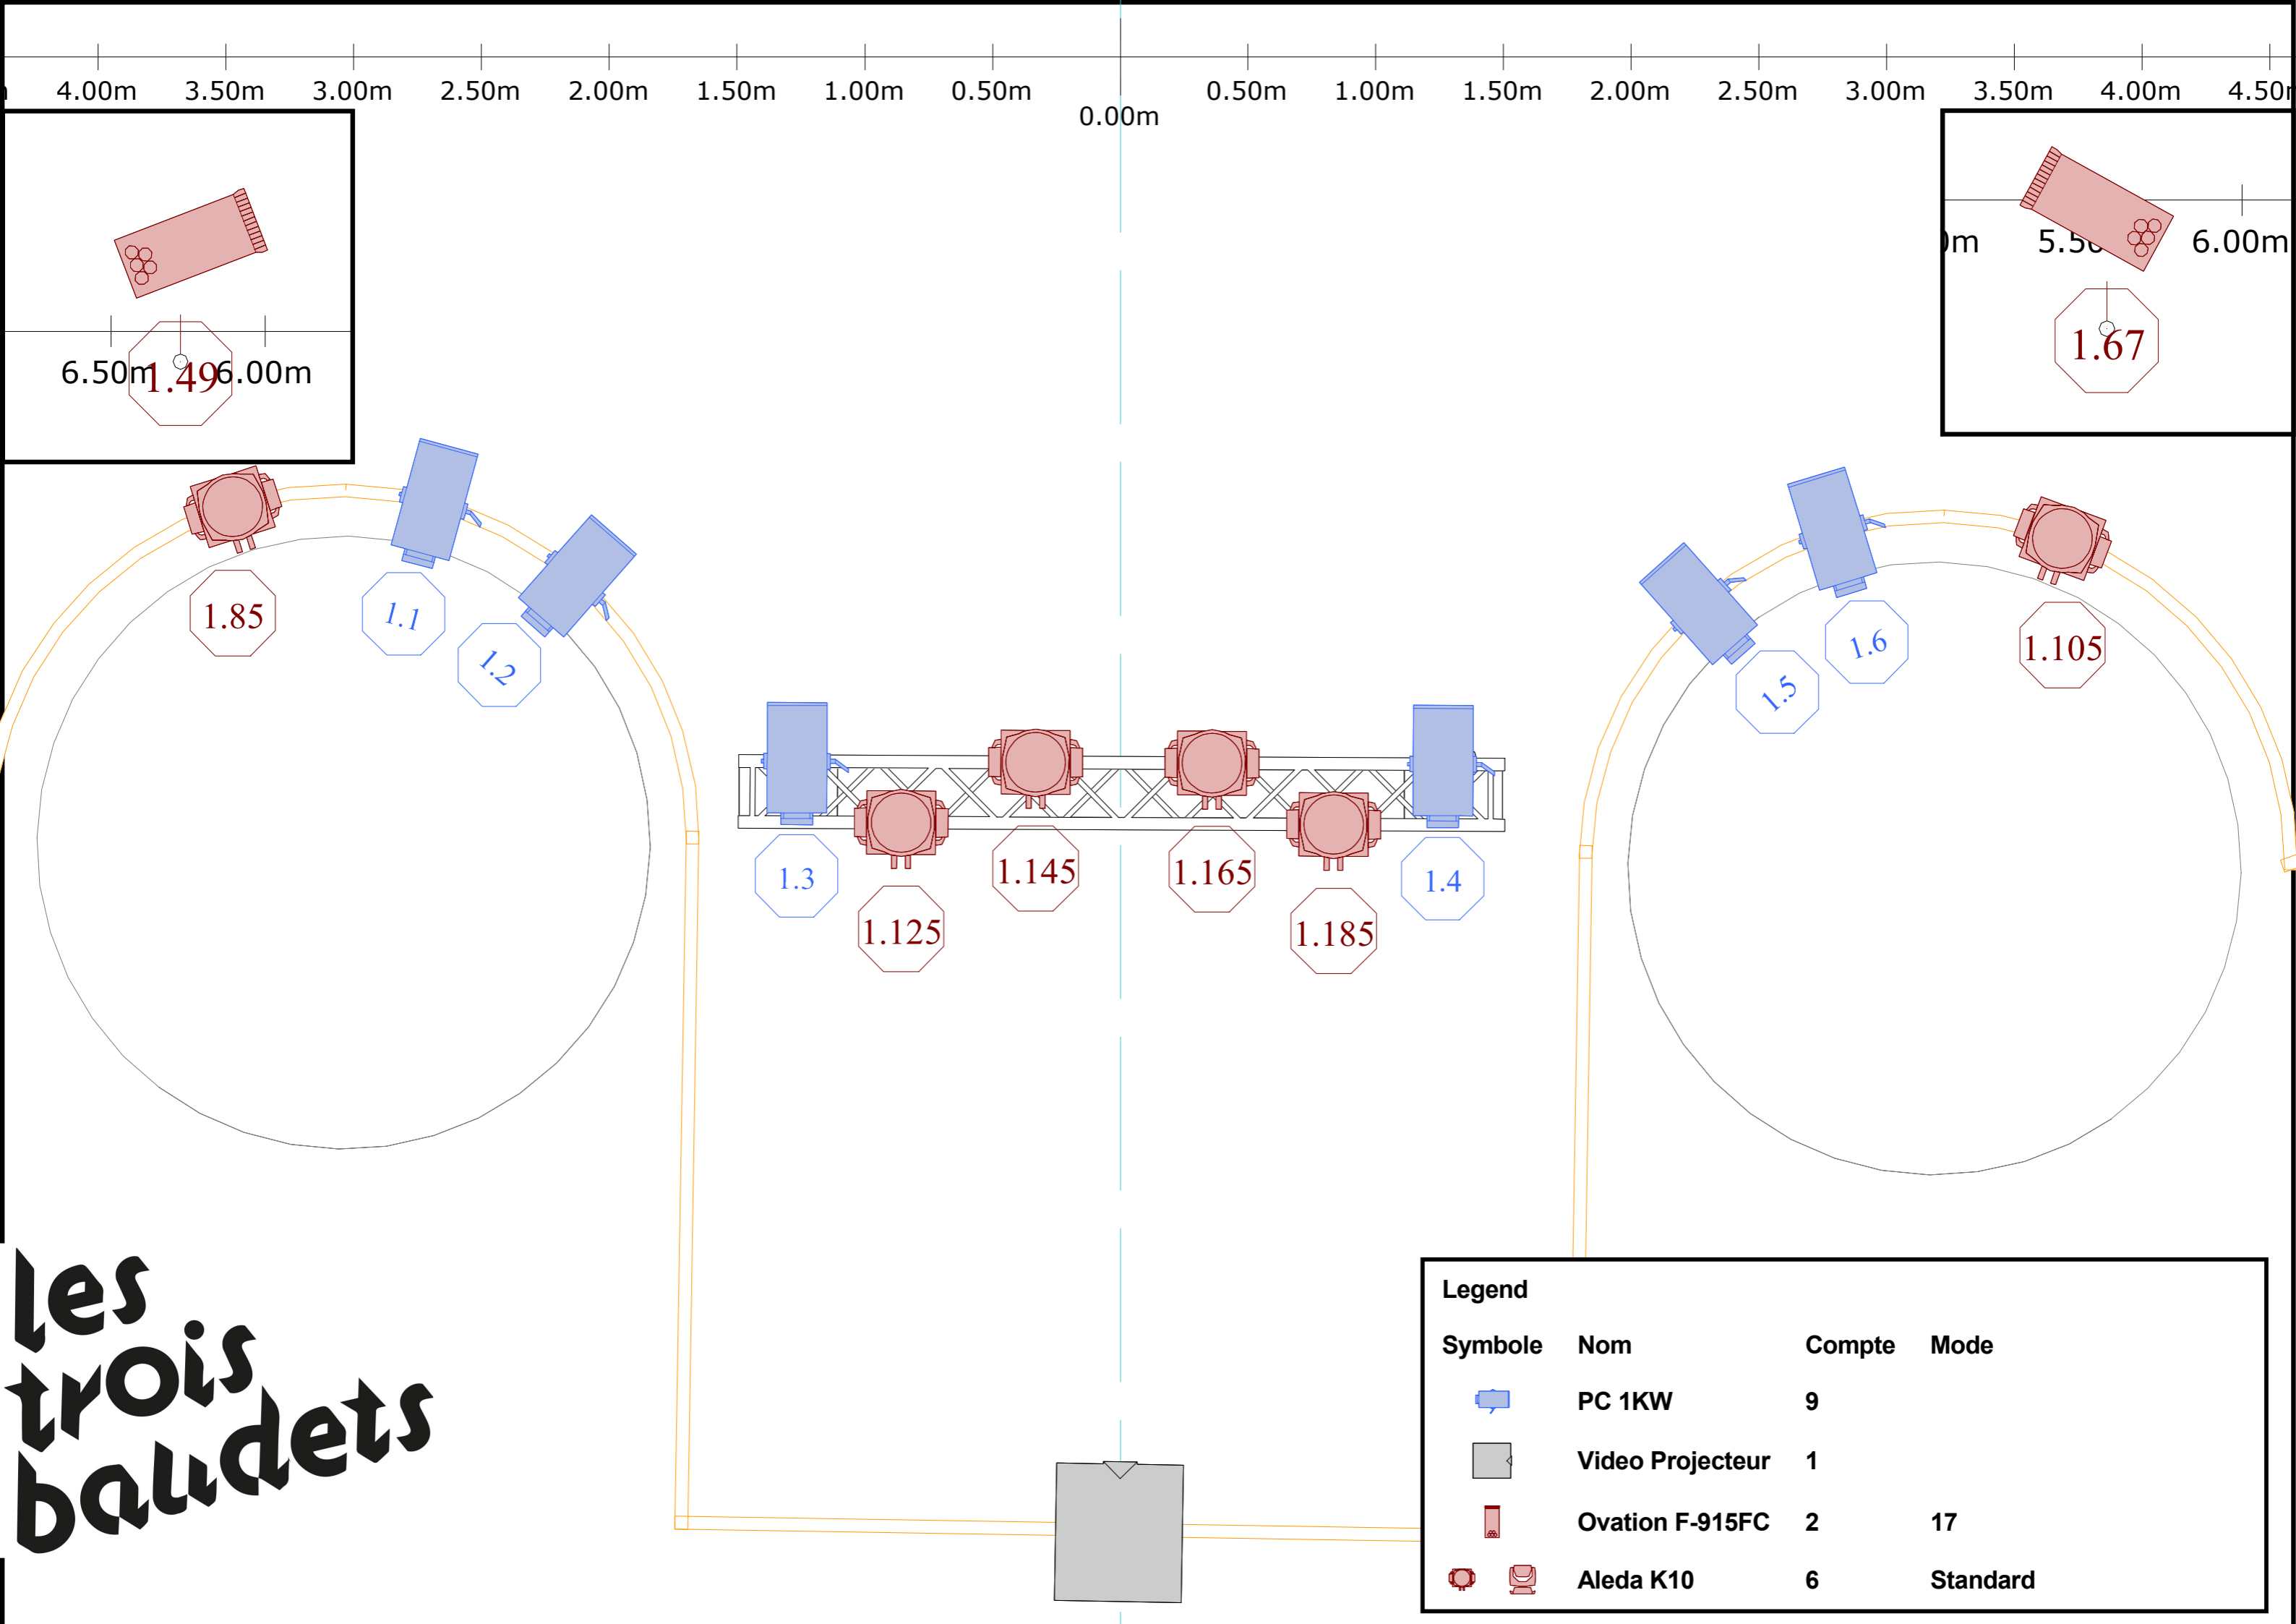 4.00m 3.50m 3.00m 2.50m 2.00m 1.50m 1.00m 0.50m 0.00m 0.50m 1.00m 1.50m 2.00m 2.50m 3.00m 3.50m 4.00m
6.50m 1.49 6.00m
6.00m
1.67
1.85
1.1
1.2
1.5
1.6
1.105
1.3
1.125
1.145
1.165
1.185
1.4
les
trois
baudets
Legend
Symbole Nom Compte Mode
PC 1KW 9
Video Projecteur 1
Ovation F-915FC 2 17
Aleda K10 6 Standard